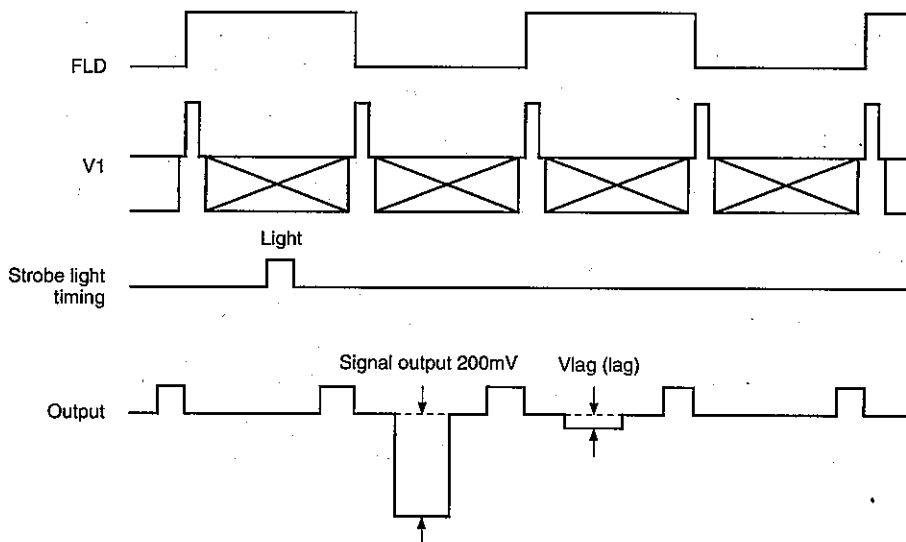 FLD
V1
Light
Strobe light
timing
Signal output 200mV
Vlag (lag)
Output